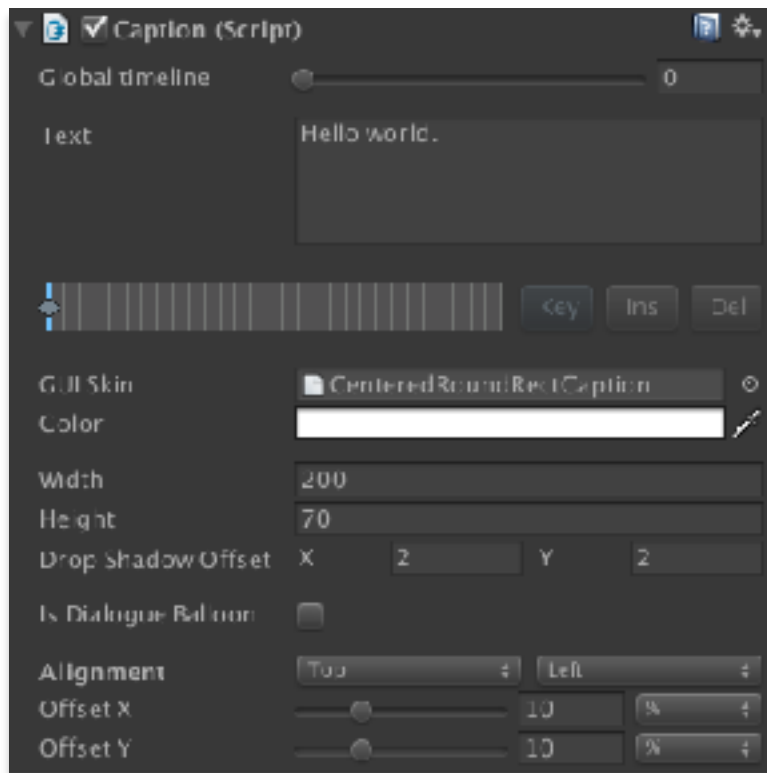 Caption (Script)
Global timeline 0
Text Hello world.
Key Ins Del
GUI Skin CenteredRoundRectCaption
Color
Width 200
Height 70
Drop Shadow Offset X 2 Y 2
Is Dialogue Balloon
Alignment Top Left
Offset X 10 %
Offset Y 10 %